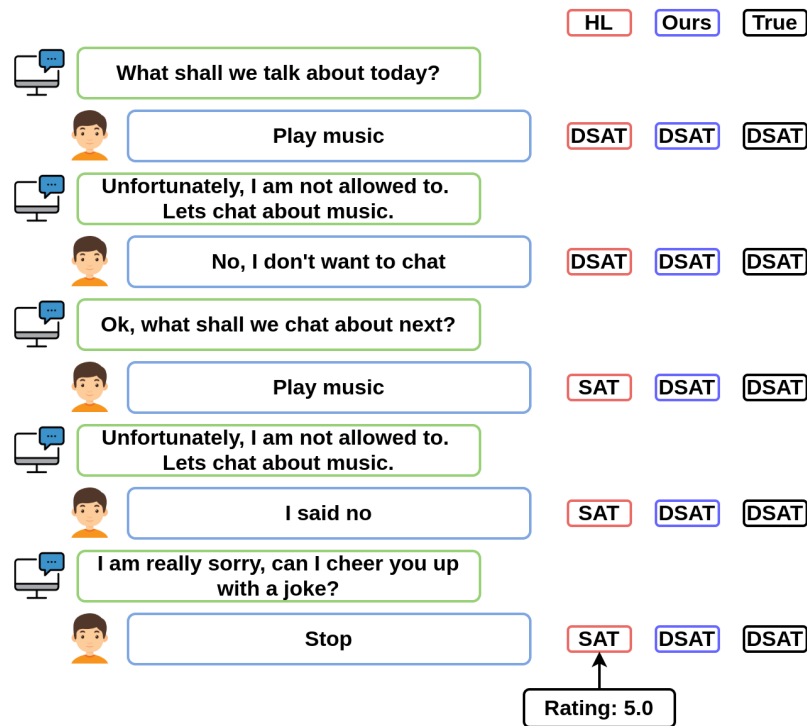 HL Ours True
What shall we talk about today?
Play music DSAT DSAT DSAT
Unfortunately, I am not allowed to.
Lets chat about music.
No, I don't want to chat DSAT DSAT DSAT
Ok, what shall we chat about next?
Play music SAT DSAT DSAT
Unfortunately, I am not allowed to.
Lets chat about music.
I said no SAT DSAT DSAT
I am really sorry, can I cheer you up
with a joke?
Stop SAT DSAT DSAT
Rating: 5.0